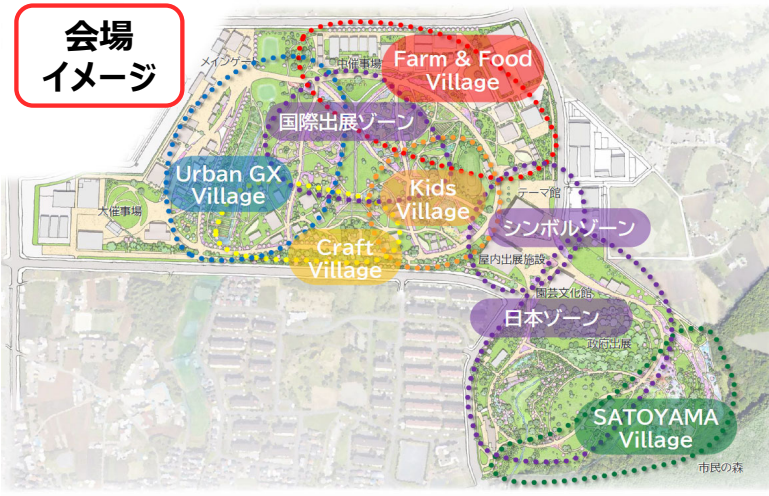 会場
イメージ
メインゲート
中催事場
Farm & Food
Village
国際出展ゾーン
Urban GX
Village
Kids
Village
テーマ館
大催事場
シンボルゾーン
Craft
Village
屋内出展施設
園芸文化館
日本ゾーン
政府出展
SATOYAMA
Village
市民の森